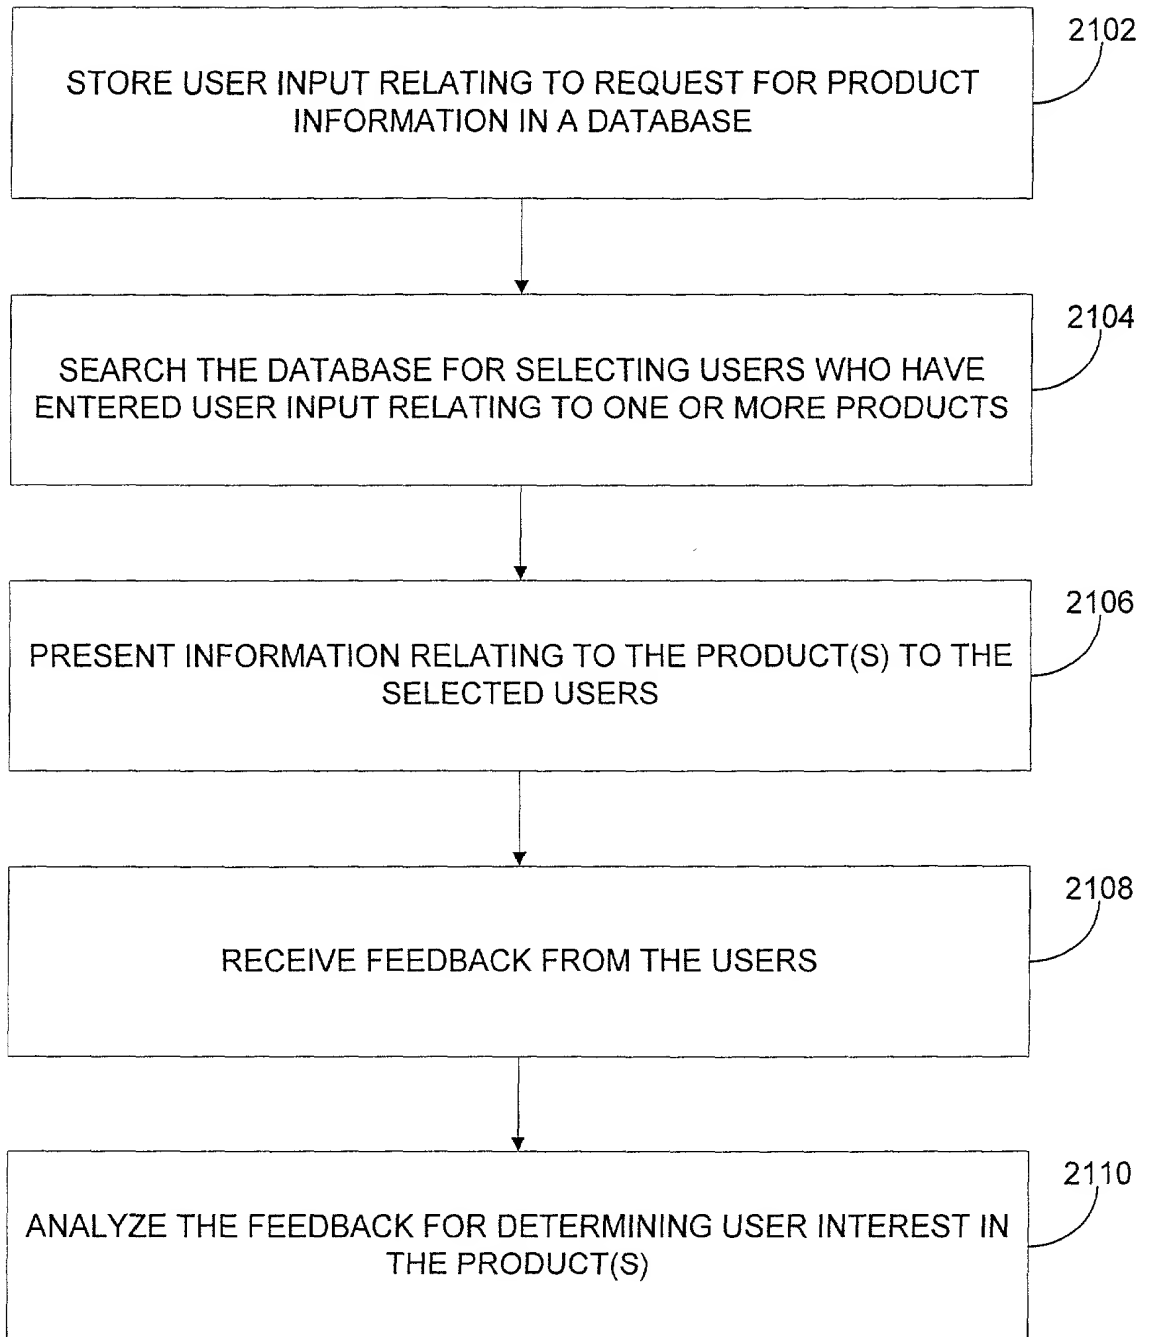 2102
STORE USER INPUT RELATING TO REQUEST FOR PRODUCT
INFORMATION IN A DATABASE
2104
SEARCH THE DATABASE FOR SELECTING USERS WHO HAVE
ENTERED USER INPUT RELATING TO ONE OR MORE PRODUCTS
2106
PRESENT INFORMATION RELATING TO THE PRODUCT(S) TO THE
SELECTED USERS
2108
RECEIVE FEEDBACK FROM THE USERS
2110
ANALYZE THE FEEDBACK FOR DETERMINING USER INTEREST IN
THE PRODUCT(S)